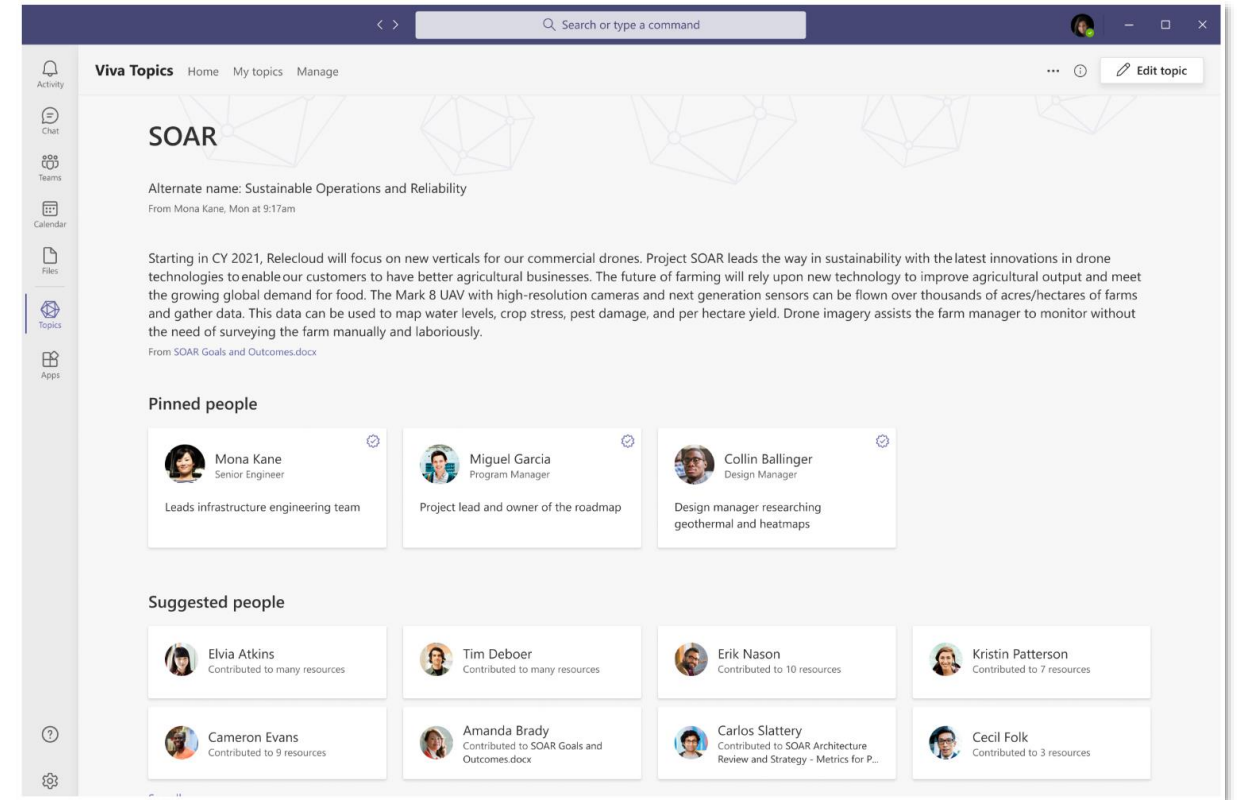 Search or type a command
Activity
Chat
Teams
Calendar
Files
Topics
Apps
Viva Topics Home My topics Manage
Edit topic
SOAR
Alternate name: Sustainable Operations and Reliability
From Mona Kane, Mon at 9:17am
Starting in CY 2021, Relecloud will focus on new verticals for our commercial drones. Project SOAR leads the way in sustainability with the latest innovations in drone
technologies to enable our customers to have better agricultural businesses. The future of farming will rely upon new technology to improve agricultural output and meet
the growing global demand for food. The Mark 8 UAV with high-resolution cameras and next generation sensors can be flown over thousands of acres/hectares of farms
and gather data. This data can be used to map water levels, crop stress, pest damage, and per hectare yield. Drone imagery assists the farm manager to monitor without
the need of surveying the farm manually and laboriously.
From SOAR Goals and Outcomes.docx
Pinned people
Mona Kane
Senior Engineer
Leads infrastructure engineering team
Miguel Garcia
Program Manager
Project lead and owner of the roadmap
Collin Ballinger
Design Manager
Design manager researching
geothermal and heatmaps
Suggested people
Elvia Atkins
Contributed to many resources
Tim Deboer
Contributed to many resources
Erik Nason
Contributed to 10 resources
Kristin Patterson
Contributed to 7 resources
Cameron Evans
Contributed to 9 resources
Amanda Brady
Contributed to SOAR Goals and
Outcomes.docx
Carlos Slattery
Contributed to SOAR Architecture
Review and Strategy - Metrics for P...
Cecil Folk
Contributed to 3 resources